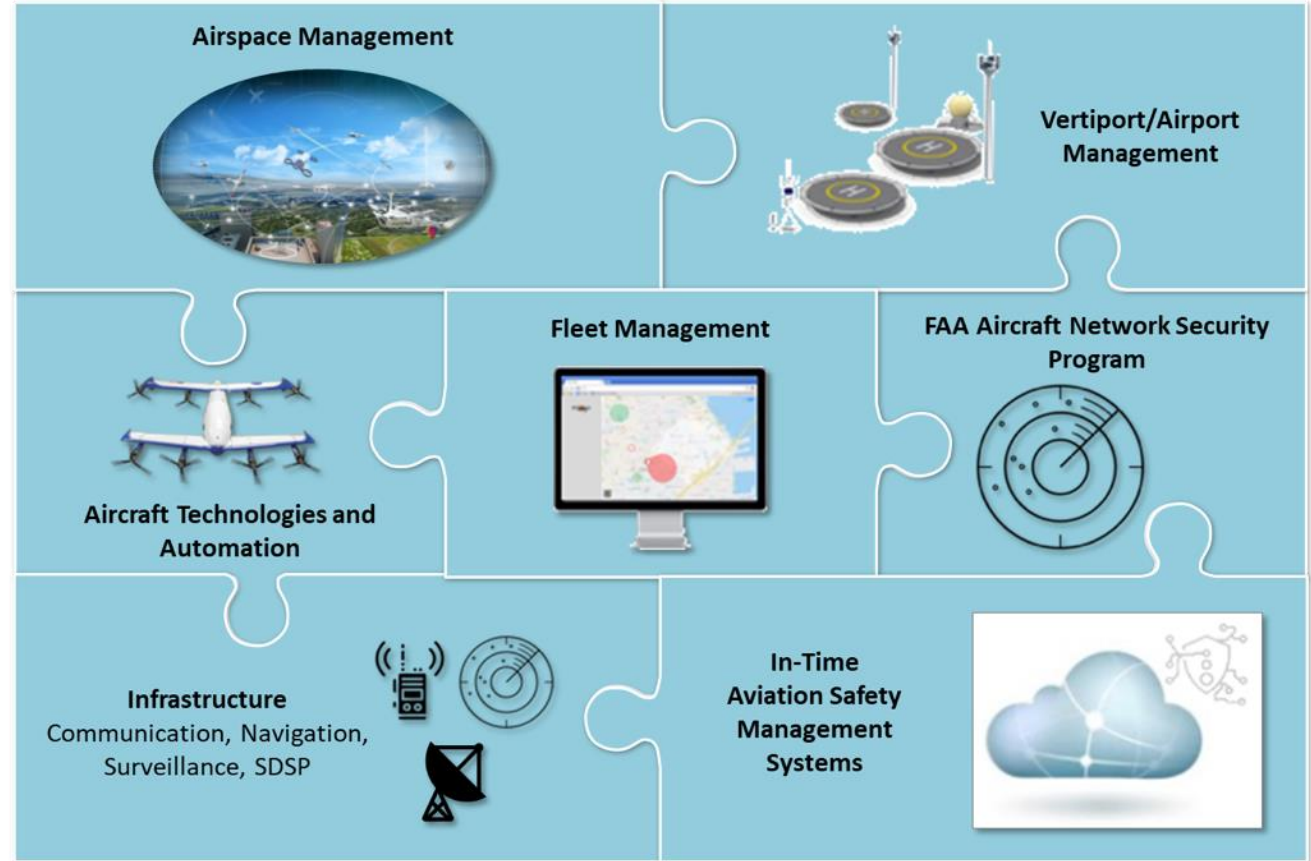 Airspace Management
Vertiport/Airport
Management
Fleet Management
FAA Aircraft Network Security
Program
Aircraft Technologies and
Automation
Infrastructure
Communication, Navigation,
Surveillance, SDSP
In-Time
Aviation Safety
Management
Systems